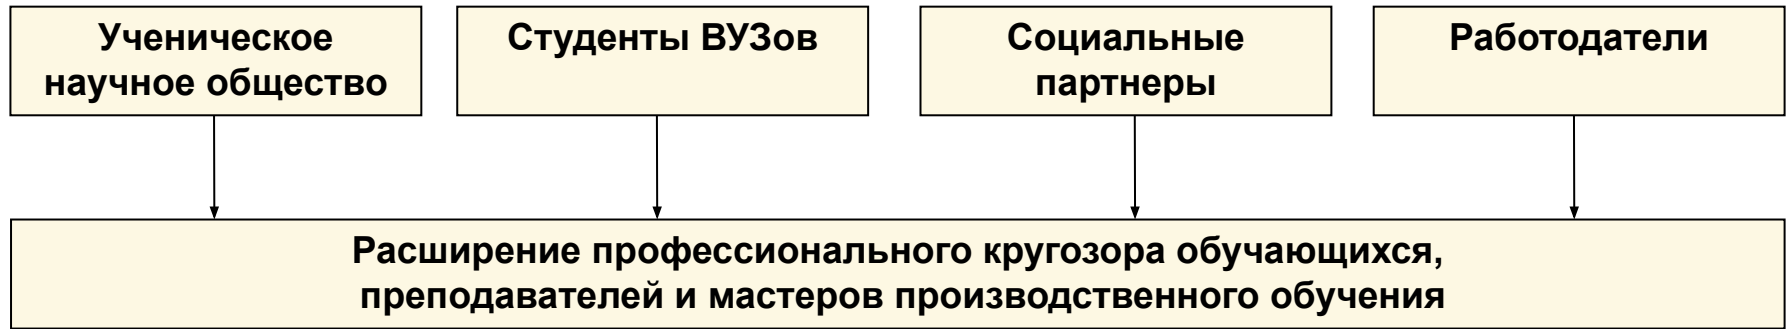 Ученическое
научное общество
Студенты ВУЗов
Социальные
партнеры
Работодатели
Расширение профессионального кругозора обучающихся,
преподавателей и мастеров производственного обучения